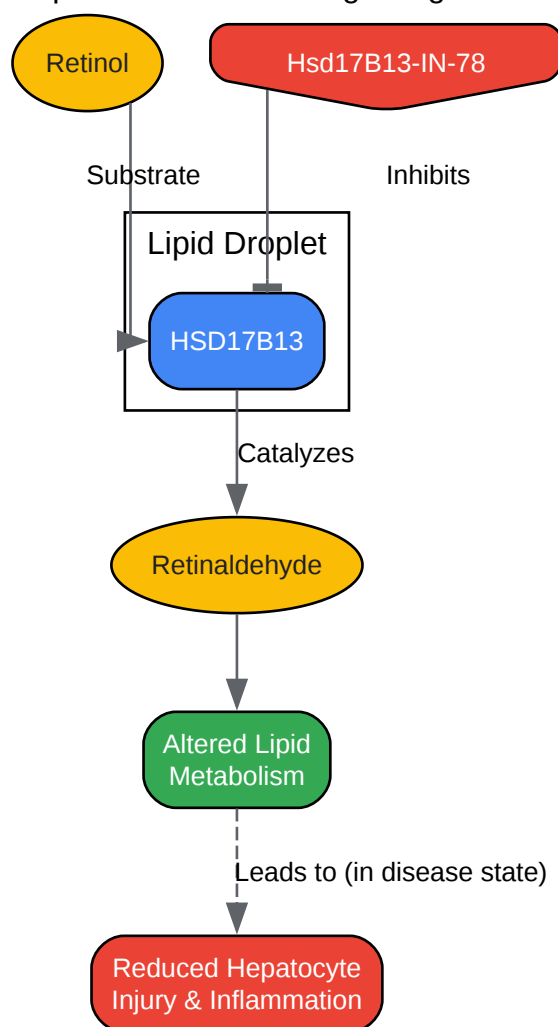 Retinol
Hsd17B13-IN-78
Substrate
Inhibits
Lipid Droplet
HSD17B13
Catalyzes
Retinaldehyde
Altered Lipid
Metabolism
Leads to (in disease state)
Reduced Hepatocyte
Injury & Inflammation